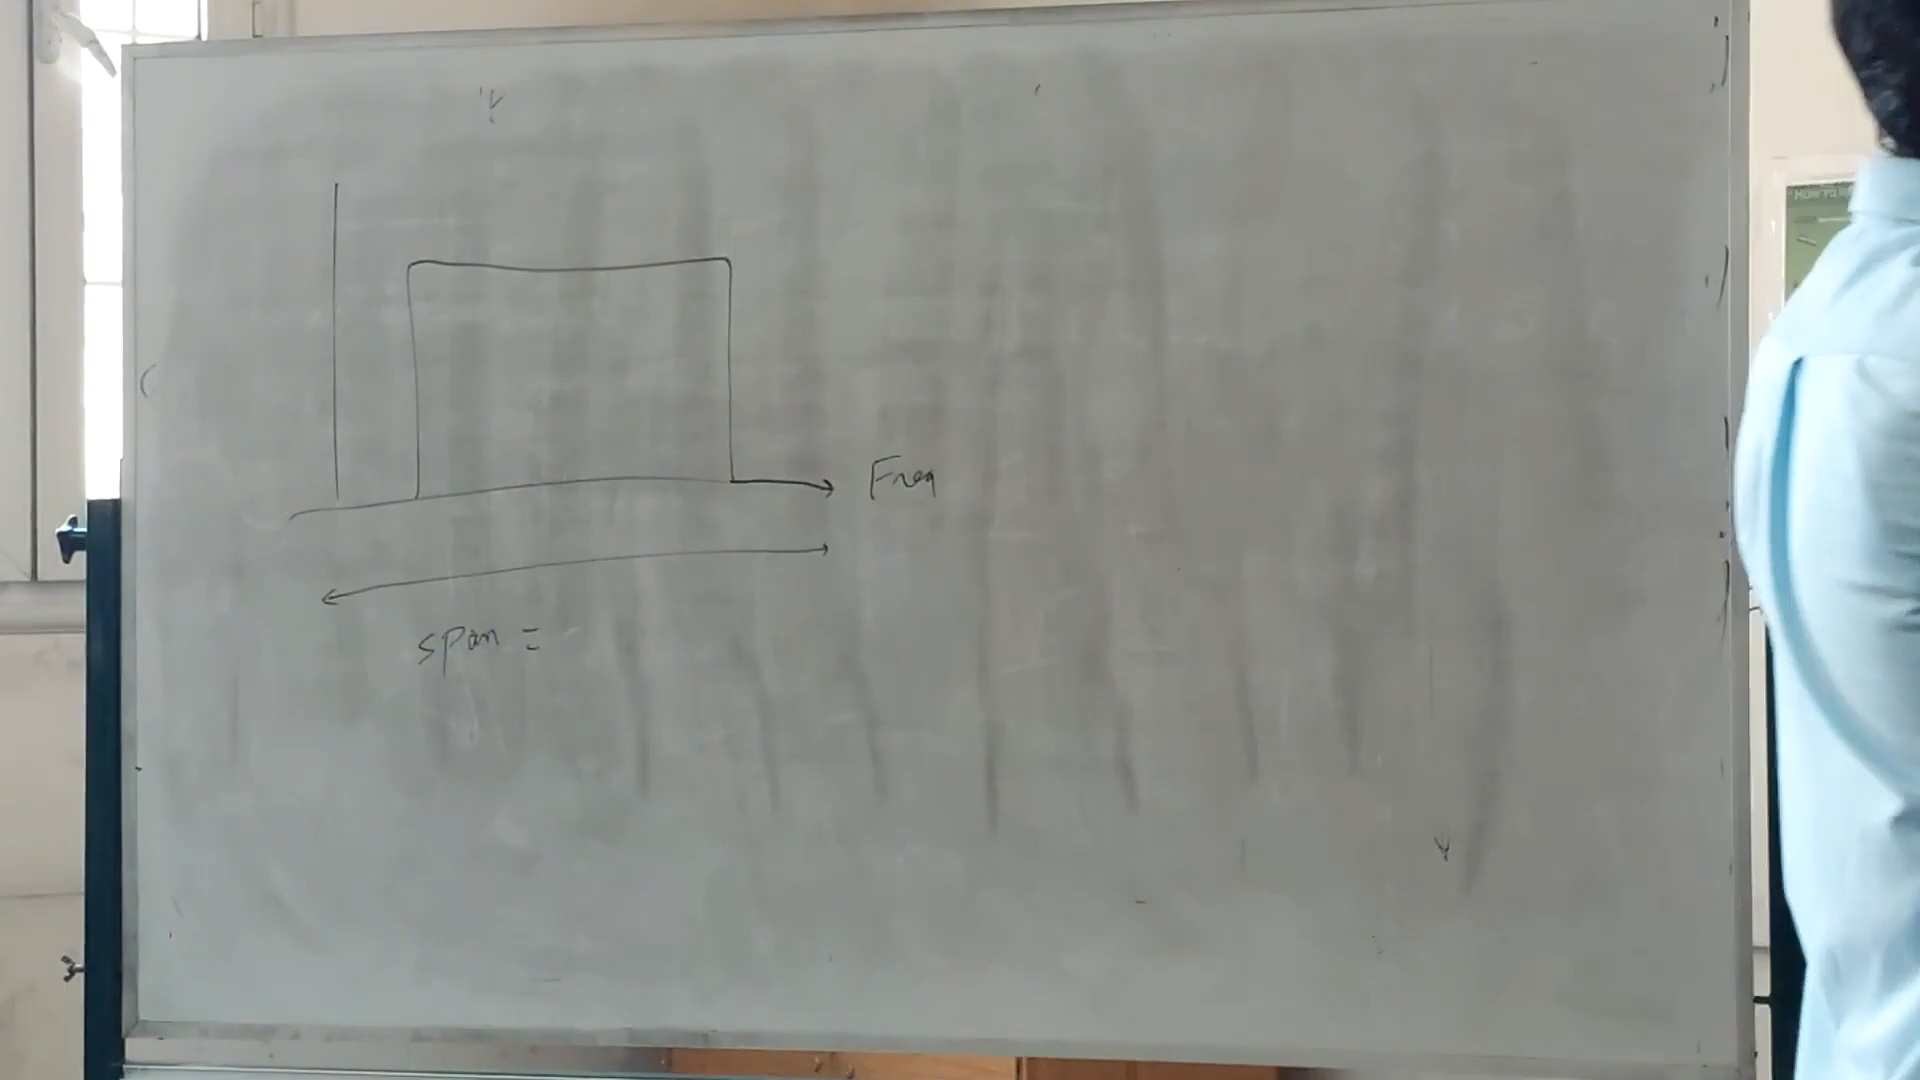 Freq
span =